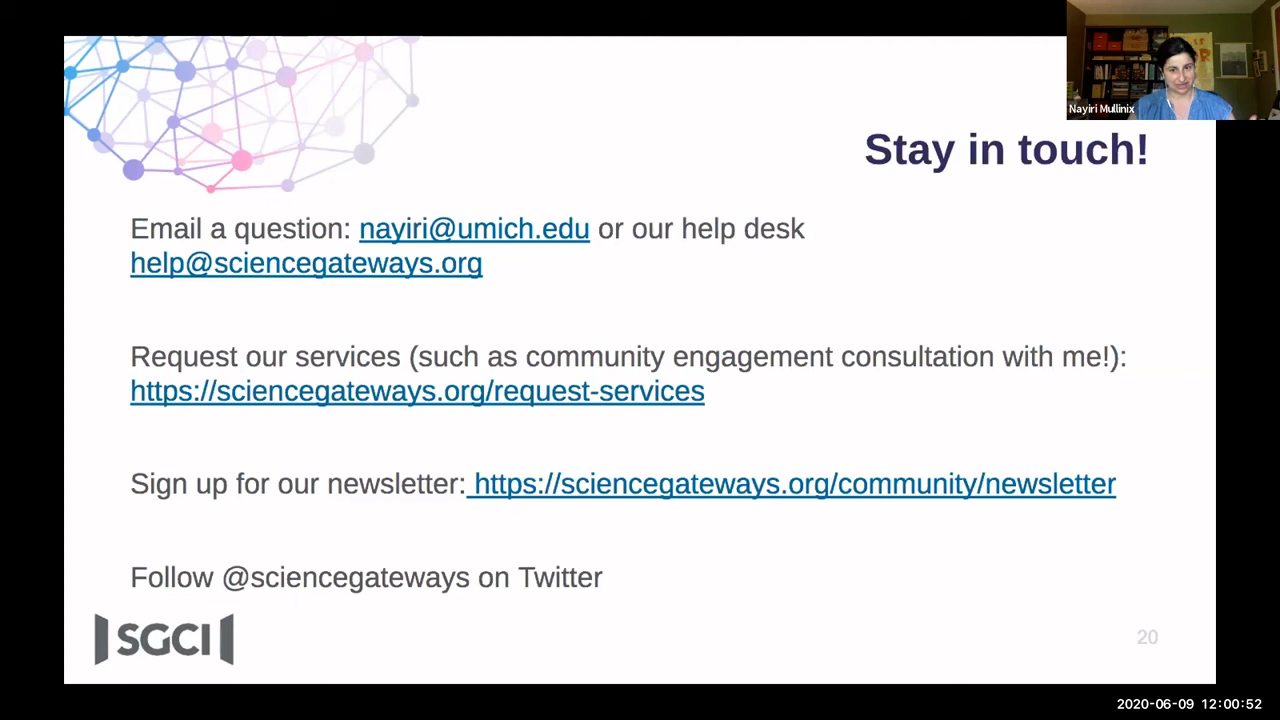 Nayiri Mullinix
Stay in touch!
Email a question: nayiri@umich.edu or our help desk
help@sciencegateways.org
Request our services (such as community engagement consultation with me!):
https://sciencegateways.org/request-services
Sign up for our newsletter: https://sciencegateways.org/community/newsletter
Follow @sciencegateways on Twitter
SGCI
20
2020-06-09 12:00:52